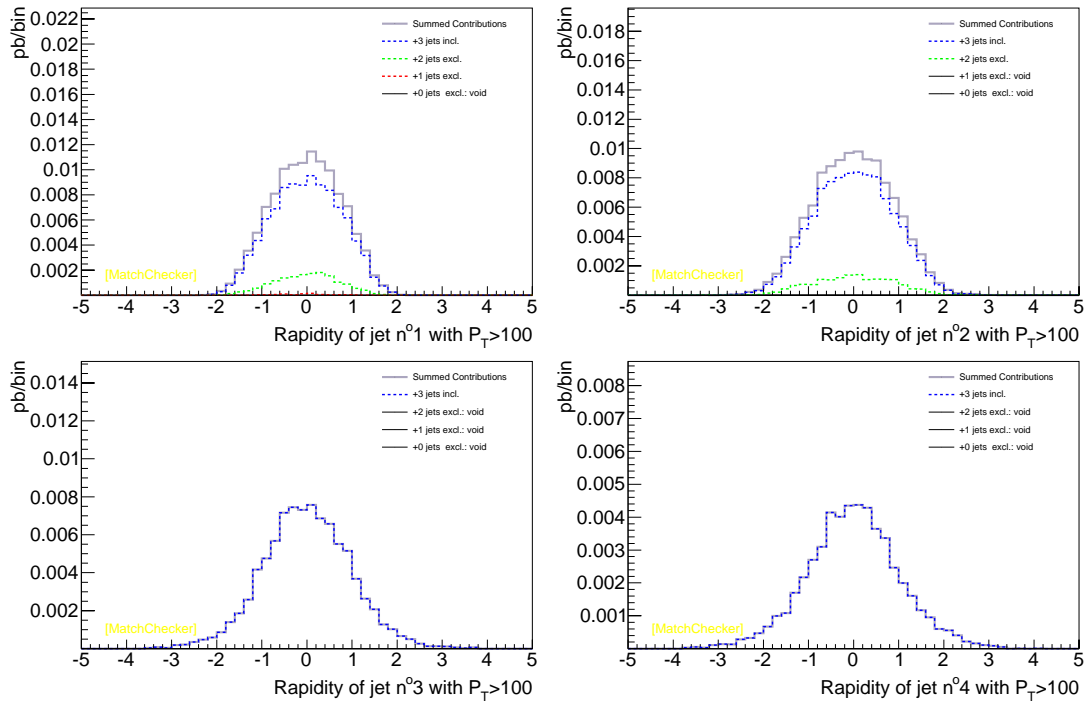 pb/bin
0.022
0.02
0.018
0.016
0.014
0.012
0.01
0.008
0.006
0.004
0.002
Summed Contributions
+3 jets incl.
+2 jets excl.
+1 jets excl.
+0 jets excl.: void
[MatchChecker]
-5 -4 -3 -2 -1 0 1 2 3 4 5
Rapidity of jet nº1 with P_T>100
pb/bin
0.018
0.016
0.014
0.012
0.01
0.008
0.006
0.004
0.002
Summed Contributions
+3 jets incl.
+2 jets excl.
+1 jets excl.: void
+0 jets excl.: void
[MatchChecker]
-5 -4 -3 -2 -1 0 1 2 3 4 5
Rapidity of jet nº2 with P_T>100
pb/bin
0.014
0.012
0.01
0.008
0.006
0.004
0.002
Summed Contributions
+3 jets incl.
+2 jets excl.: void
+1 jets excl.: void
+0 jets excl.: void
[MatchChecker]
-5 -4 -3 -2 -1 0 1 2 3 4 5
Rapidity of jet nº3 with P_T>100
pb/bin
0.008
0.007
0.006
0.005
0.004
0.003
0.002
0.001
Summed Contributions
+3 jets incl.
+2 jets excl.: void
+1 jets excl.: void
+0 jets excl.: void
[MatchChecker]
-5 -4 -3 -2 -1 0 1 2 3 4 5
Rapidity of jet nº4 with P_T>100